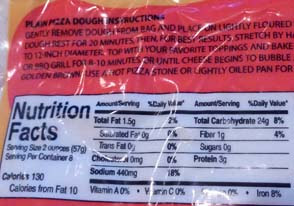 PLAIN PIZZA DOUGH INSTRUCTIONS
GENTLY REMOVE DOUGH FROM BAG AND PLACE ON LIGHTLY FLOURED
DOUGH REST FOR 20 MINUTES, THEN, FOR BEST RESULTS, STRETCH BY HA
TO 12-INCH DIAMETER. TOP WITH YOUR FAVORITE TOPPINGS AND BAKE
OR BBQ GRILL FOR 8-10 MINUTES OR UNTIL CHEESE BEGINS TO BUBBLE
GOLDEN BROWN. USE A HOT PIZZA STONE OR LIGHTLY OILED PAN FOR
Nutrition
Facts
Serving Size 2 ounces (57g)
Serving Per Container 8
Calories 130
Calories from Fat 10
Amount/Serving %Daily Value* Amount/Serving %Daily Value*
Total Fat 1.5g 2% Total Carbohydrate 24g 8%
Saturated Fat 0g 0% Fiber 1g 4%
Trans Fat 0g 0% Sugars 0g
Cholesterol 0mg 0% Protein 3g
Sodium 440mg 18%
Vitamin A 0% • Vitamin C 0% • 0% • Iron 8%